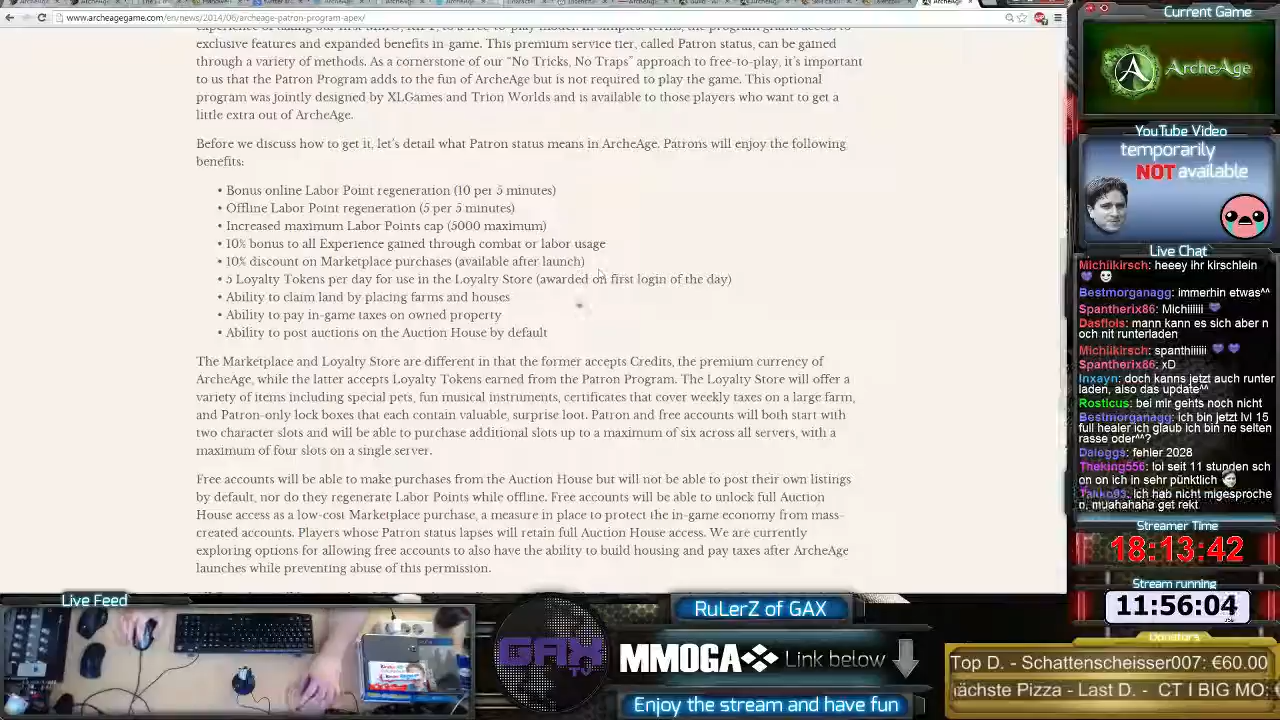 ArcheAge
www.archeagegame.com/en/news/2014/06/archeage-patron-program-apex/
exclusive features and expanded benefits in-game. This premium service tier, called Patron status, can be gained
through a variety of methods. As a cornerstone of our “No Tricks, No Traps” approach to free-to-play, it's important
to us that the Patron Program adds to the fun of ArcheAge but is not required to play the game. This optional
program was jointly designed by XLGames and Trion Worlds and is available to those players who want to get a
little extra out of ArcheAge.
Before we discuss how to get it, let's detail what Patron status means in ArcheAge. Patrons will enjoy the following
benefits:
• Bonus online Labor Point regeneration (10 per 5 minutes)
• Offline Labor Point regeneration (5 per 5 minutes)
• Increased maximum Labor Points cap (5000 maximum)
• 10% bonus to all Experience gained through combat or labor usage
• 10% discount on Marketplace purchases (available after launch)
• 5 Loyalty Tokens per day for use in the Loyalty Store (awarded on first login of the day)
• Ability to claim land by placing farms and houses
• Ability to pay in-game taxes on owned property
• Ability to post auctions on the Auction House by default
The Marketplace and Loyalty Store are different in that the former accepts Credits, the premium currency of
ArcheAge, while the latter accepts Loyalty Tokens earned from the Patron Program. The Loyalty Store will offer a
variety of items including special pets, fun musical instruments, certificates that cover weekly taxes on a large farm,
and Patron-only lock boxes that each contain valuable, surprise loot. Patron and free accounts will both start with
two character slots and will be able to purchase additional slots up to a maximum of six across all servers, with a
maximum of four slots on a single server.
Free accounts will be able to make purchases from the Auction House but will not be able to post their own listings
by default, nor do they regenerate Labor Points while offline. Free accounts will be able to unlock full Auction
House access as a low-cost Marketplace purchase, a measure in place to protect the in-game economy from mass-
created accounts. Players whose Patron status lapses will retain full Auction House access. We are currently
exploring options for allowing free accounts to also have the ability to build housing and pay taxes after ArcheAge
launches while preventing abuse of this permission.
Current Game
ArcheAge
YouTube Video
temporarily
NOT available
Live Chat
Michiikirsch: heeey ihr kirschlein
Bestmorganagg: immerhin etwas^^
Spantherix86: Michiiiiii
Dasflois: mann kann es sich aber n
och nit runterladen
Michiikirsch: spanthiiiiii
Spantherix86: xD
Inxayn: doch kanns jetzt auch runter
laden, also das update^^
Rosticus: bei mir gehts noch nicht
Bestmorganagg: ich bin jetz lvl 15
full healer ich glaub ich bin ne selten
rasse oder^^?
Daleggs: fehler 2028
Theking556: lol seit 11 stunden sch
on on ich in sehr pünktlich
Takko93: Ich hab nicht migesproche
n, muahahaha get rekt
Streamer Time
18:13:42
Stream running
11:56:04
Donators
Top D. - Schattenscheisser007: €60.00
ächste Pizza - Last D. - CT I BIG MO.
Live Feed
GAX
RuLerZ of GAX
MMOGA Link below
Enjoy the stream and have fun